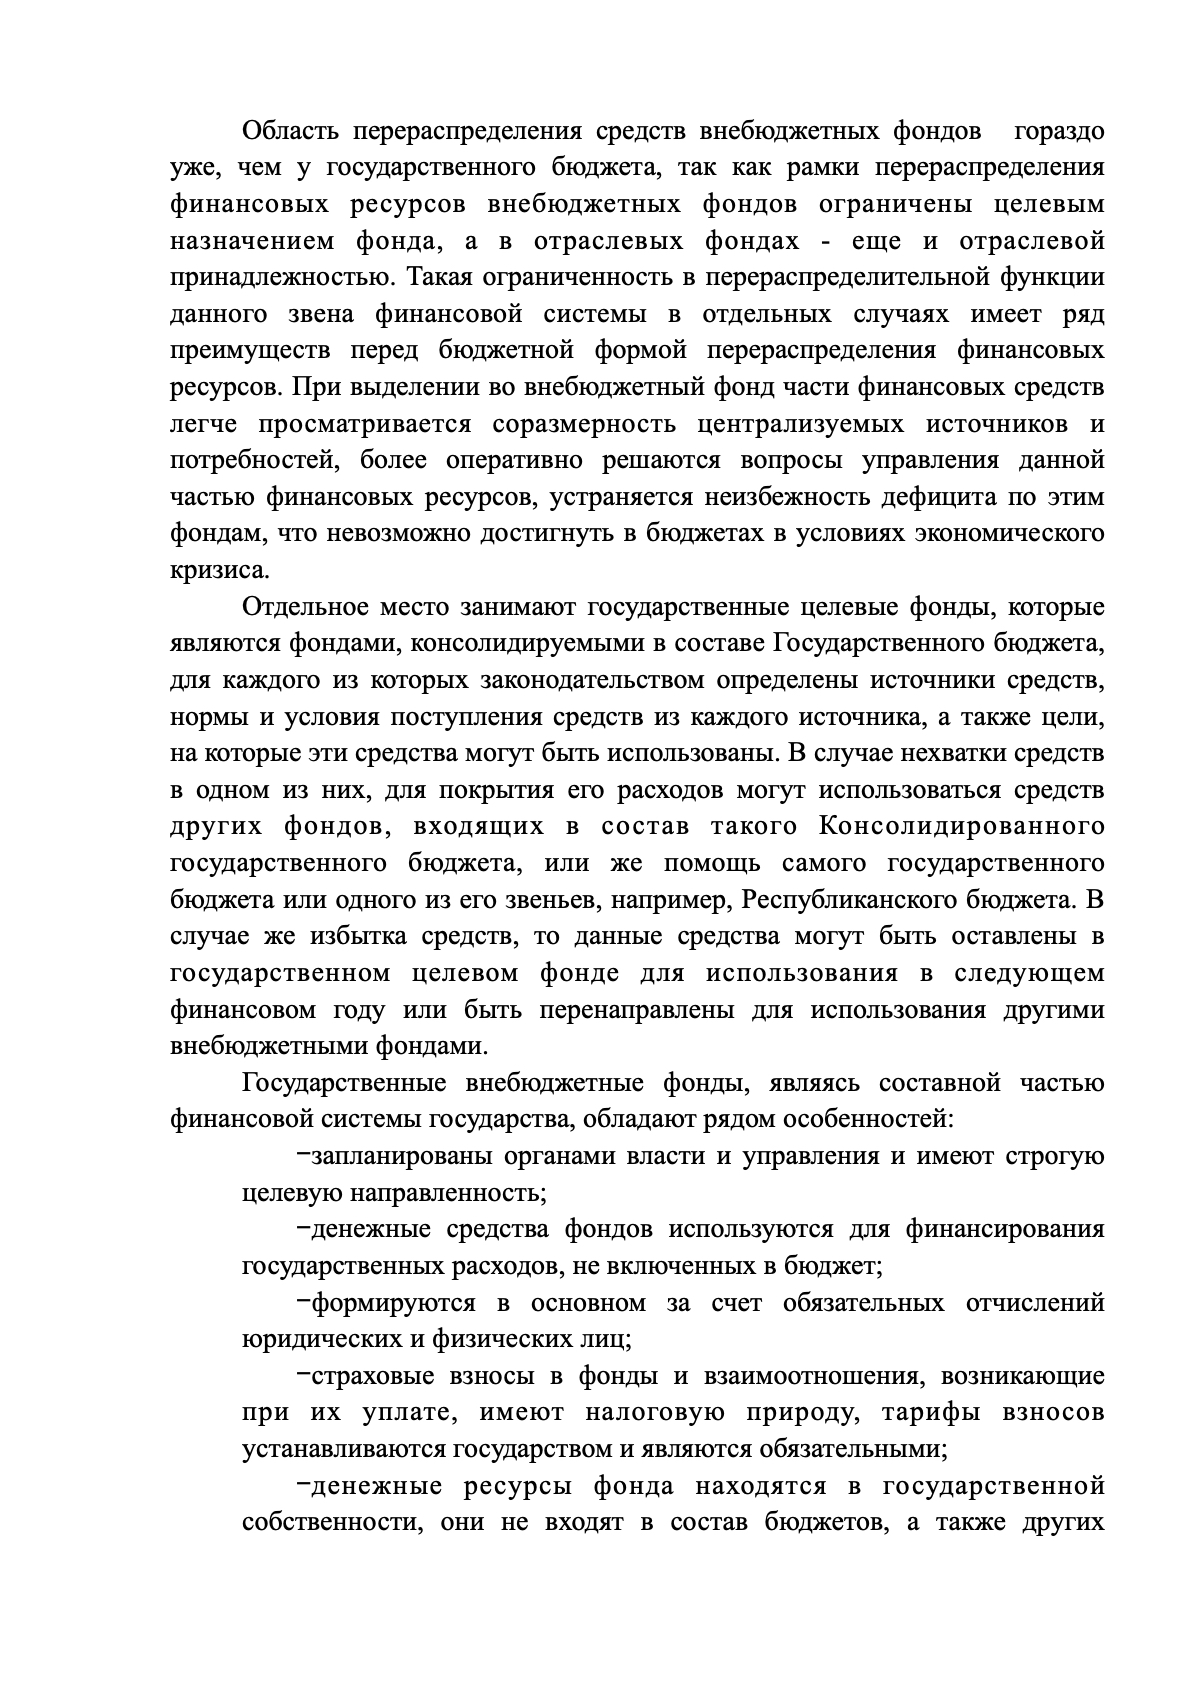 Область перераспределения средств внебюджетных фондов  гораздо
уже, чем у государственного бюджета, так как рамки перераспределения
финансовых ресурсов внебюджетных фондов ограничены целевым
назначением фонда, а в отраслевых фондах - еще и отраслевой
принадлежностью. Такая ограниченность в перераспределительной функции
данного звена финансовой системы в отдельных случаях имеет ряд
преимуществ перед бюджетной формой перераспределения финансовых
ресурсов. При выделении во внебюджетный фонд части финансовых средств
легче просматривается соразмерность централизуемых источников и
потребностей, более оперативно решаются вопросы управления данной
частью финансовых ресурсов, устраняется неизбежность дефицита по этим
фондам, что невозможно достигнуть в бюджетах в условиях экономического
кризиса.
Отдельное место занимают государственные целевые фонды, которые
являются фондами, консолидируемыми в составе Государственного бюджета,
для каждого из которых законодательством определены источники средств,
нормы и условия поступления средств из каждого источника, а также цели,
на которые эти средства могут быть использованы. В случае нехватки средств
в одном из них, для покрытия его расходов могут использоваться средств
других фондов, входящих в состав такого Консолидированного
государственного бюджета, или же помощь самого государственного
бюджета или одного из его звеньев, например, Республиканского бюджета. В
случае же избытка средств, то данные средства могут быть оставлены в
государственном целевом фонде для использования в следующем
финансовом году или быть перенаправлены для использования другими
внебюджетными фондами.
Государственные внебюджетные фонды, являясь составной частью
финансовой системы государства, обладают рядом особенностей:
−запланированы органами власти и управления и имеют строгую
целевую направленность;
−денежные средства фондов используются для финансирования
государственных расходов, не включенных в бюджет;
−формируются в основном за счет обязательных отчислений
юридических и физических лиц;
−страховые взносы в фонды и взаимоотношения, возникающие
при их уплате, имеют налоговую природу, тарифы взносов
устанавливаются государством и являются обязательными;
−денежные ресурсы фонда находятся в государственной
собственности, они не входят в состав бюджетов, а также других